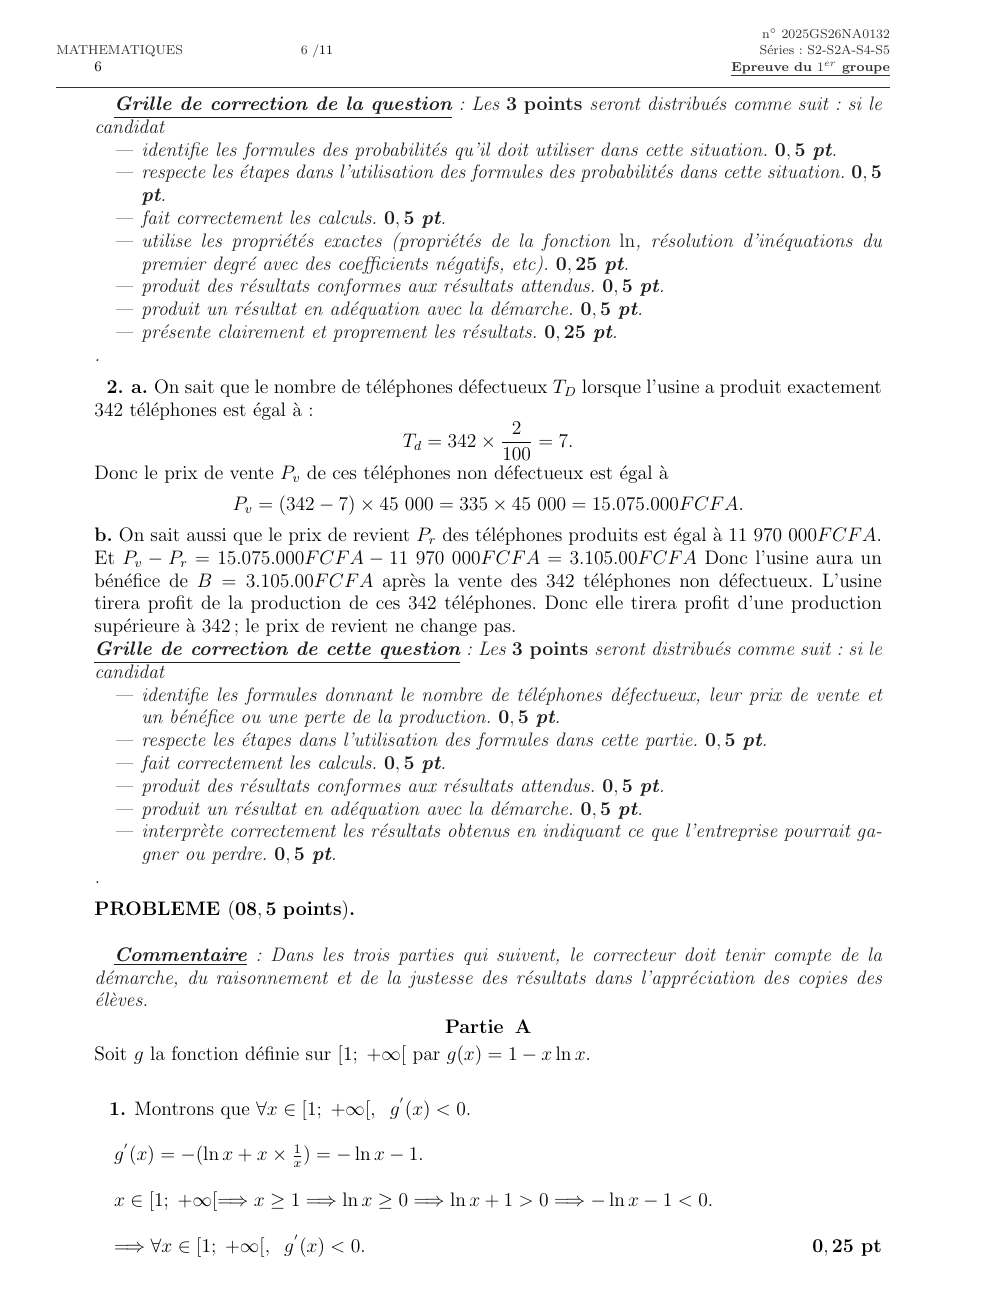 n° 2025GS26NA0132
MATHEMATIQUES 6 /11 Séries : S2-S2A-S4-S5
6 Epreuve du 1er groupe
Grille de correction de la question : Les 3 points seront distribués comme suit : si le
candidat
— identifie les formules des probabilités qu'il doit utiliser dans cette situation. 0, 5 pt.
— respecte les étapes dans l'utilisation des formules des probabilités dans cette situation. 0, 5
pt.
— fait correctement les calculs. 0, 5 pt.
— utilise les propriétés exactes (propriétés de la fonction ln, résolution d'inéquations du
premier degré avec des coefficients négatifs, etc). 0, 25 pt.
— produit des résultats conformes aux résultats attendus. 0, 5 pt.
— produit un résultat en adéquation avec la démarche. 0, 5 pt.
— présente clairement et proprement les résultats. 0, 25 pt.
.
2. a. On sait que le nombre de téléphones défectueux T_D lorsque l'usine a produit exactement
342 téléphones est égal à :
T_d = 342 × 2/100 = 7.
Donc le prix de vente P_v de ces téléphones non défectueux est égal à
P_v = (342 − 7) × 45 000 = 335 × 45 000 = 15.075.000FCFA.
b. On sait aussi que le prix de revient P_r des téléphones produits est égal à 11 970 000FCFA.
Et P_v − P_r = 15.075.000FCFA − 11 970 000FCFA = 3.105.00FCFA Donc l'usine aura un
bénéfice de B = 3.105.00FCFA après la vente des 342 téléphones non défectueux. L'usine
tirera profit de la production de ces 342 téléphones. Donc elle tirera profit d'une production
supérieure à 342 ; le prix de revient ne change pas.
Grille de correction de cette question : Les 3 points seront distribués comme suit : si le
candidat
— identifie les formules donnant le nombre de téléphones défectueux, leur prix de vente et
un bénéfice ou une perte de la production. 0, 5 pt.
— respecte les étapes dans l'utilisation des formules dans cette partie. 0, 5 pt.
— fait correctement les calculs. 0, 5 pt.
— produit des résultats conformes aux résultats attendus. 0, 5 pt.
— produit un résultat en adéquation avec la démarche. 0, 5 pt.
— interprète correctement les résultats obtenus en indiquant ce que l'entreprise pourrait ga-
gner ou perdre. 0, 5 pt.
.
PROBLEME (08, 5 points).
Commentaire : Dans les trois parties qui suivent, le correcteur doit tenir compte de la
démarche, du raisonnement et de la justesse des résultats dans l'appréciation des copies des
élèves.
Partie A
Soit g la fonction définie sur [1; +∞[ par g(x) = 1 − x ln x.
1. Montrons que ∀x ∈ [1; +∞[, g′(x) < 0.
g′(x) = −(ln x + x × 1/x) = − ln x − 1.
x ∈ [1; +∞[⟹ x ≥ 1 ⟹ ln x ≥ 0 ⟹ ln x + 1 > 0 ⟹ − ln x − 1 < 0.
⟹ ∀x ∈ [1; +∞[, g′(x) < 0. 0, 25 pt